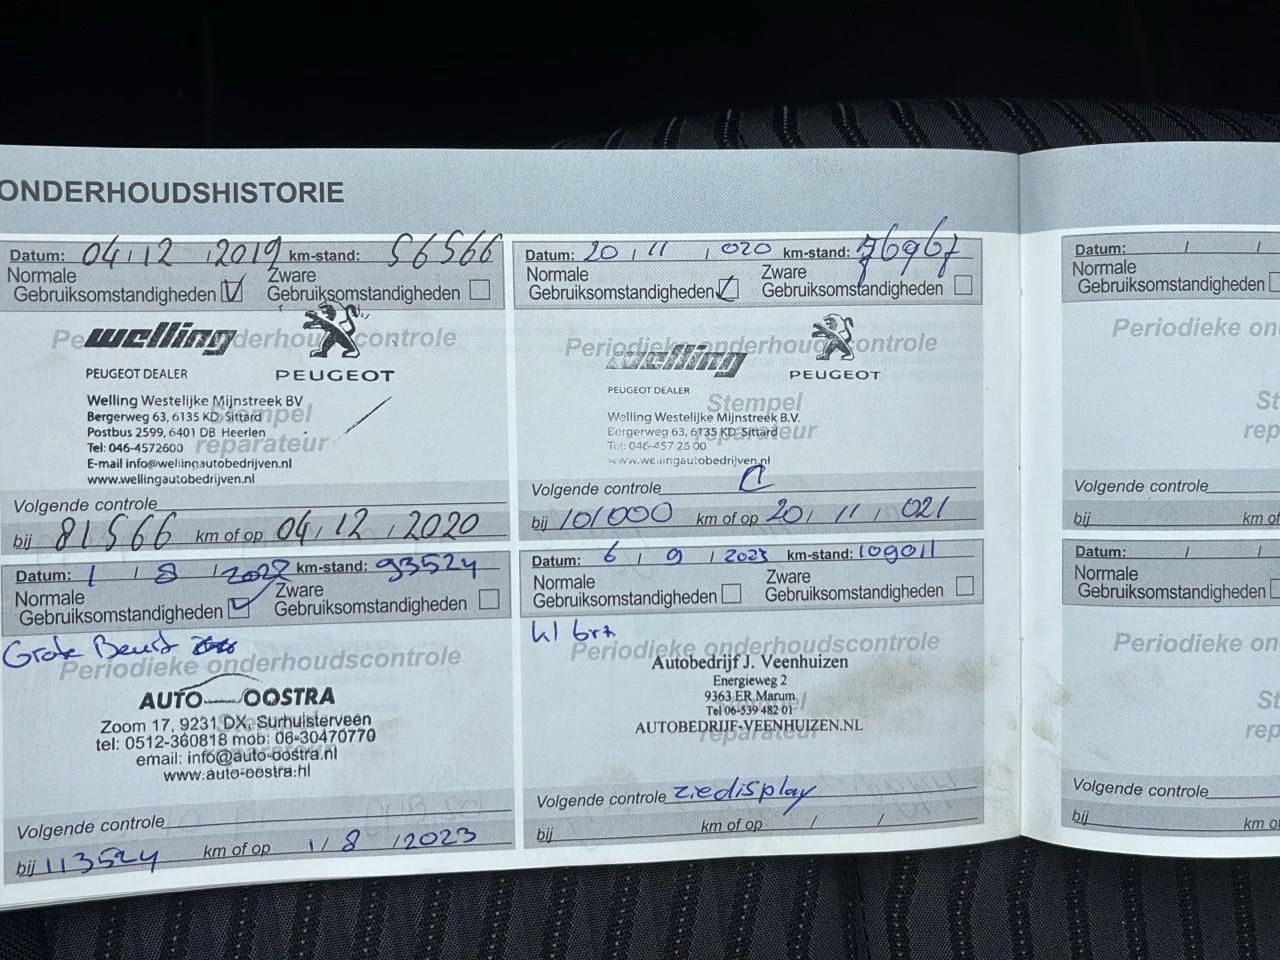 ONDERHOUDSHISTORIE
Datum: 04 / 12 / 2019 km-stand: 56566
Normale
Gebruiksomstandigheden
Zware
Gebruiksomstandigheden
Periodieke onderhoudscontrole
welling
PEUGEOT DEALER
PEUGEOT
Stempel
reparateur
Welling Westelijke Mijnstreek BV
Bergerweg 63, 6135 KD Sittard
Postbus 2599, 6401 DB Heerlen
Tel: 046-4572600
E-mail info@wellingautobedrijven.nl
www.wellingautobedrijven.nl
Volgende controle
bij 81566 km of op 04 / 12 / 2020
Datum: 20 / 11 / 020 km-stand: 76967
Normale
Gebruiksomstandigheden
Zware
Gebruiksomstandigheden
Periodieke onderhoudscontrole
welling
PEUGEOT DEALER
PEUGEOT
Stempel
reparateur
Welling Westelijke Mijnstreek B.V.
Bergerweg 63, 6135 KD Sittard
Tel: 046-457 26 00
www.wellingautobedrijven.nl
Volgende controle
bij 101000 km of op 20 / 11 / 021
Datum: 1 / 8 / 2022 km-stand: 93524
Normale
Gebruiksomstandigheden
Zware
Gebruiksomstandigheden
Grote Beurt
Periodieke onderhoudscontrole
AUTO OOSTRA
Zoom 17, 9231 DX, Surhuisterveen
tel: 0512-360818 mob: 06-30470770
email: info@auto-oostra.nl
www.auto-oostra.nl
Volgende controle
bij 113524 km of op 1 / 8 / 2023
Datum: 6 / 9 / 2023 km-stand: 109011
Normale
Gebruiksomstandigheden
Zware
Gebruiksomstandigheden
kl brt
Periodieke onderhoudscontrole
Stempel
reparateur
Autobedrijf J. Veenhuizen
Energieweg 2
9363 ER Marum
Tel 06-539 482 01
AUTOBEDRIJF-VEENHUIZEN.NL
Volgende controle zie display
bij km of op / /
Datum: / /
Normale
Gebruiksomstandigheden
Periodieke on
St
rep
Volgende controle
bij km o
Datum: / /
Normale
Gebruiksomstandigheden
Periodieke on
St
rep
Volgende controle
bij km o